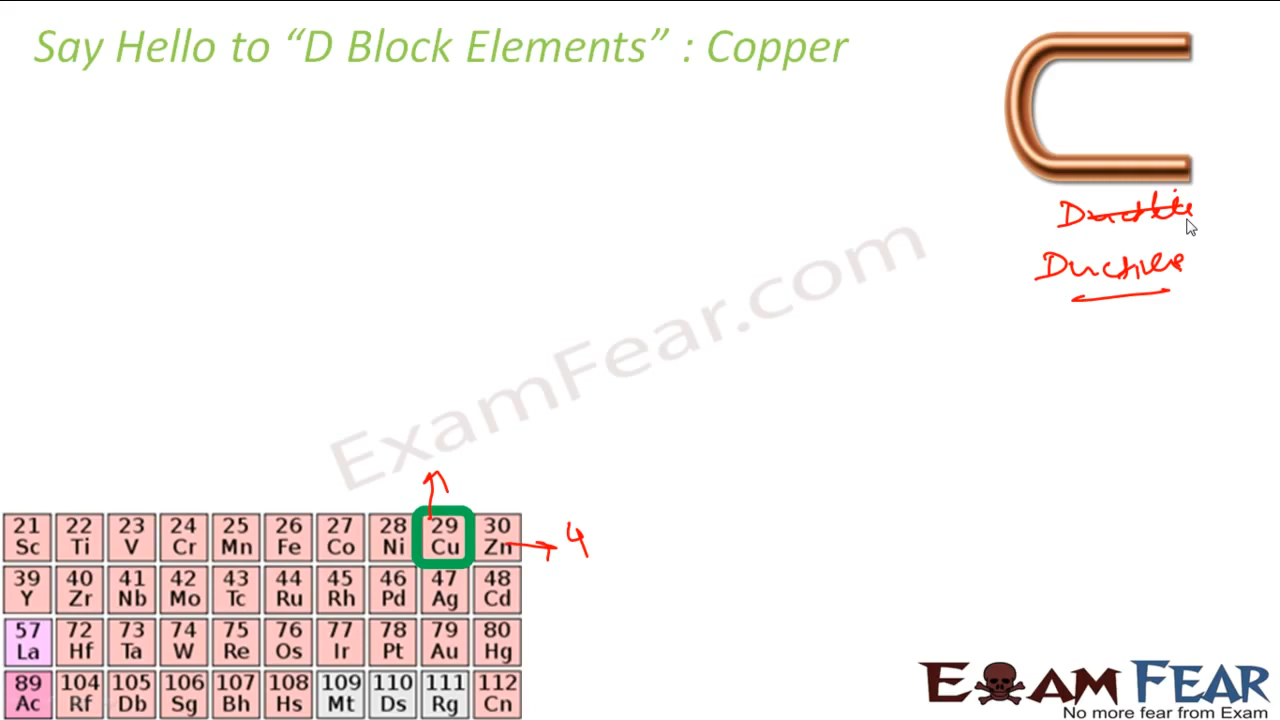 Say Hello to “D Block Elements” : Copper
Ductile
ExamFear.com
4
21 22 23 24 25 26 27 28 29 30
Sc Ti V Cr Mn Fe Co Ni Cu Zn
39 40 41 42 43 44 45 46 47 48
Y Zr Nb Mo Tc Ru Rh Pd Ag Cd
57 72 73 74 75 76 77 78 79 80
La Hf Ta W Re Os Ir Pt Au Hg
89 104 105 106 107 108 109 110 111 112
Ac Rf Db Sg Bh Hs Mt Ds Rg Cn
EXAM FEAR
No more fear from Exam